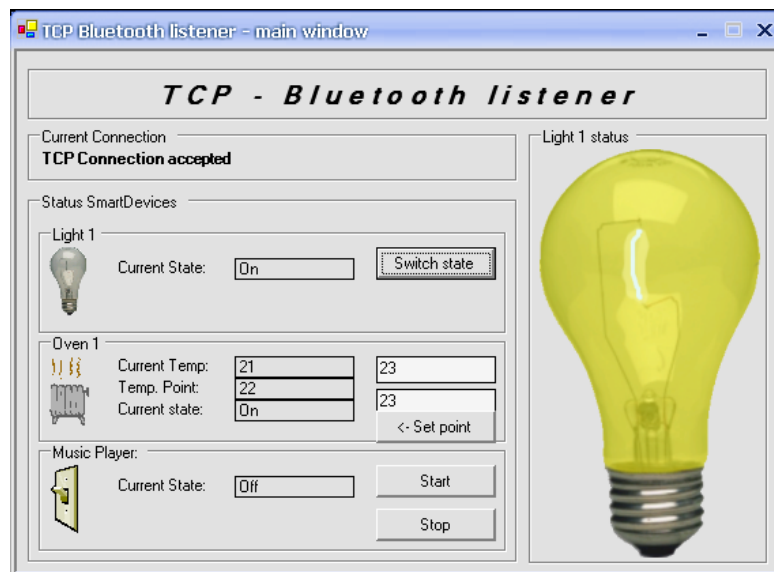 TCP Bluetooth listener - main window
TCP - Bluetooth listener
Current Connection
TCP Connection accepted
Light 1 status
Status SmartDevices
Light 1
Current State: On Switch state
Oven 1
Current Temp: 21 23
Temp. Point: 22
23
Current state: On
<- Set point
Music Player:
Current State: Off Start
Stop